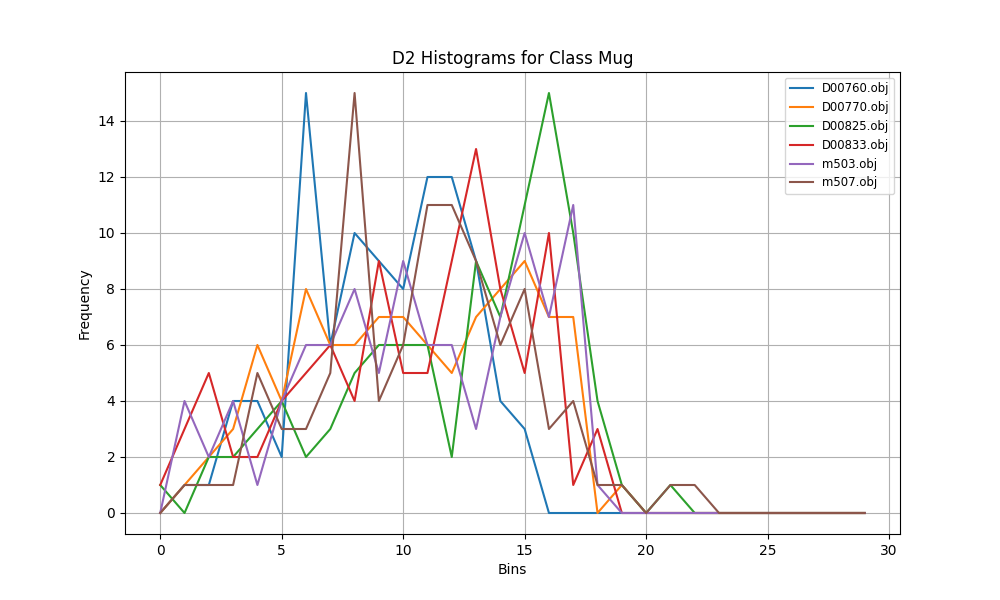 D2 Histograms for Class Mug
D00760.obj
D00770.obj
D00825.obj
D00833.obj
m503.obj
m507.obj
Frequency
14
12
10
8
6
4
2
0
0 5 10 15 20 25 30
Bins